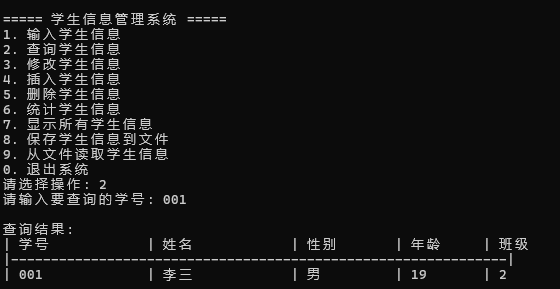 ===== 学生信息管理系统 =====
1. 输入学生信息
2. 查询学生信息
3. 修改学生信息
4. 插入学生信息
5. 删除学生信息
6. 统计学生信息
7. 显示所有学生信息
8. 保存学生信息到文件
9. 从文件读取学生信息
0. 退出系统
请选择操作: 2
请输入要查询的学号: 001
查询结果:
| 学号 | 姓名 | 性别 | 年龄 | 班级
|--------------------------------------------------------------|
| 001 | 李三 | 男 | 19 | 2